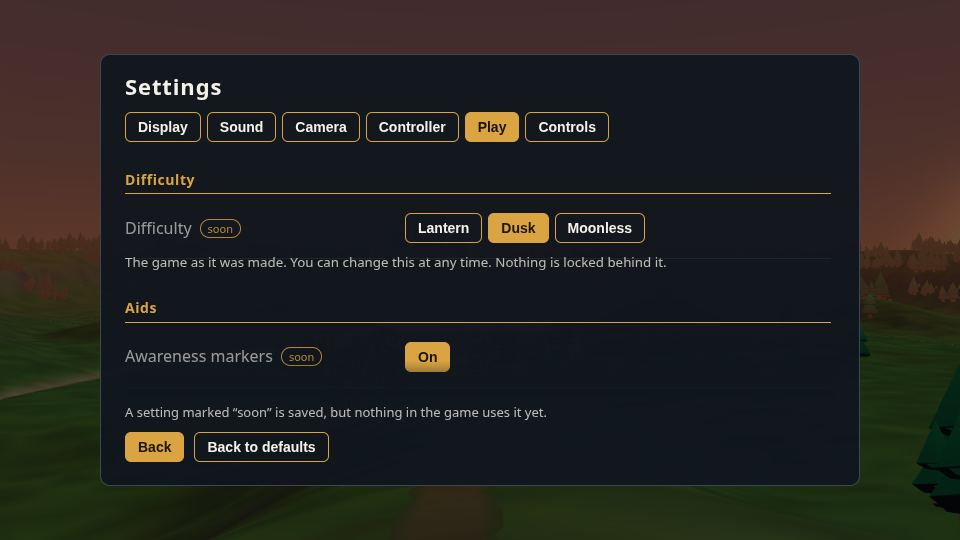 Settings
Display Sound Camera Controller Play Controls
Difficulty
Difficulty soon Lantern Dusk Moonless
The game as it was made. You can change this at any time. Nothing is locked behind it.
Aids
Awareness markers soon On
A setting marked “soon” is saved, but nothing in the game uses it yet.
Back Back to defaults